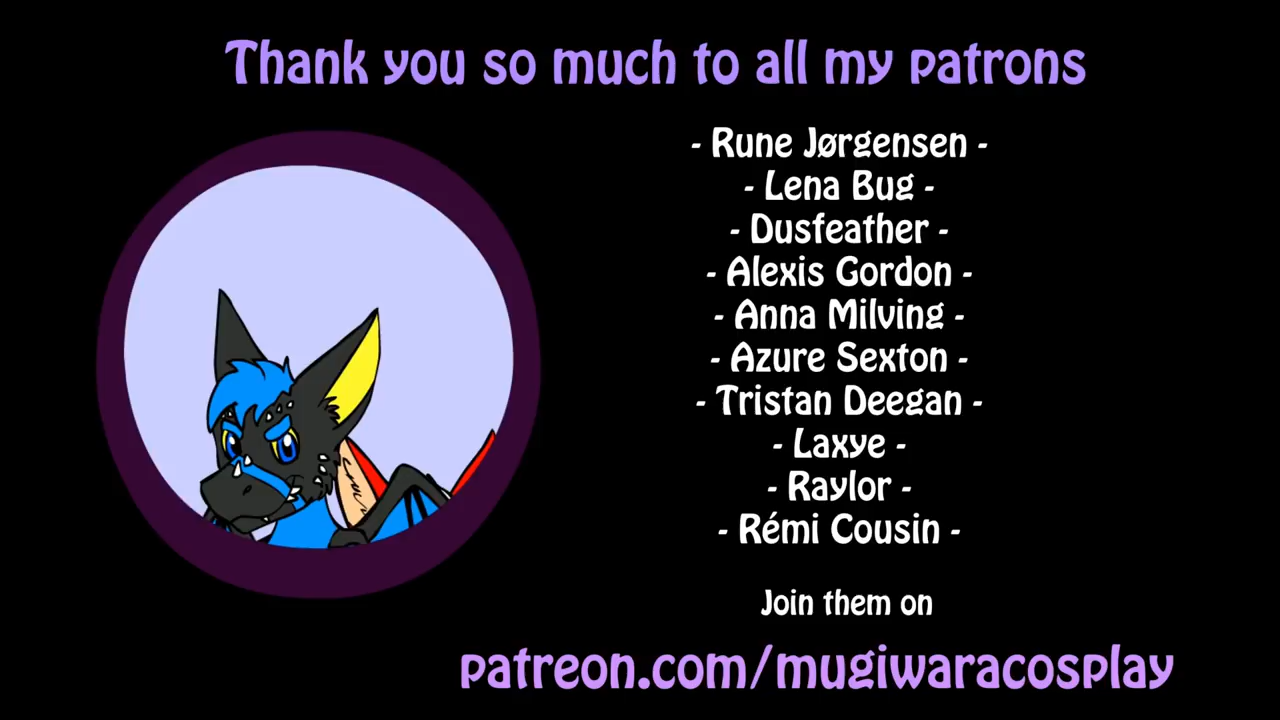 Thank you so much to all my patrons
- Rune Jørgensen -
- Lena Bug -
- Dusfeather -
- Alexis Gordon -
- Anna Milving -
- Azure Sexton -
- Tristan Deegan -
- Laxye -
- Raylor -
- Rémi Cousin -
Join them on
patreon.com/mugiwaracosplay